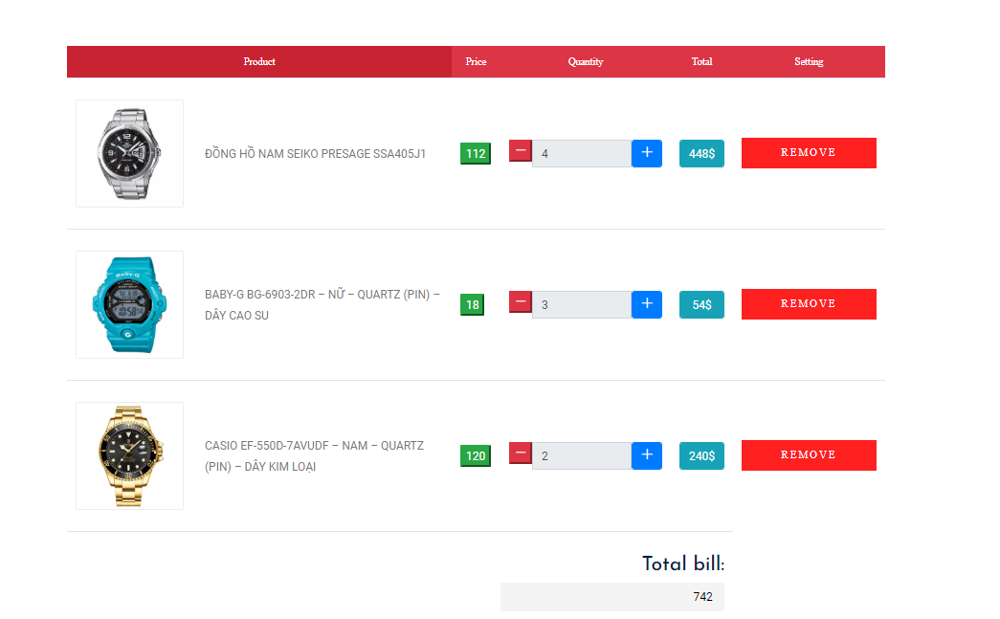 Product Price Quantity Total Setting
ĐỒNG HỒ NAM SEIKO PRESAGE SSA405J1 112 − 4 + 448$ REMOVE
Baby-G
BABY-G BG-6903-2DR – NỮ – QUARTZ (PIN) –
DÂY CAO SU
18 − 3 + 54$ REMOVE
CASIO EF-550D-7AVUDF – NAM – QUARTZ
(PIN) – DÂY KIM LOẠI
120 − 2 + 240$ REMOVE
Total bill:
742